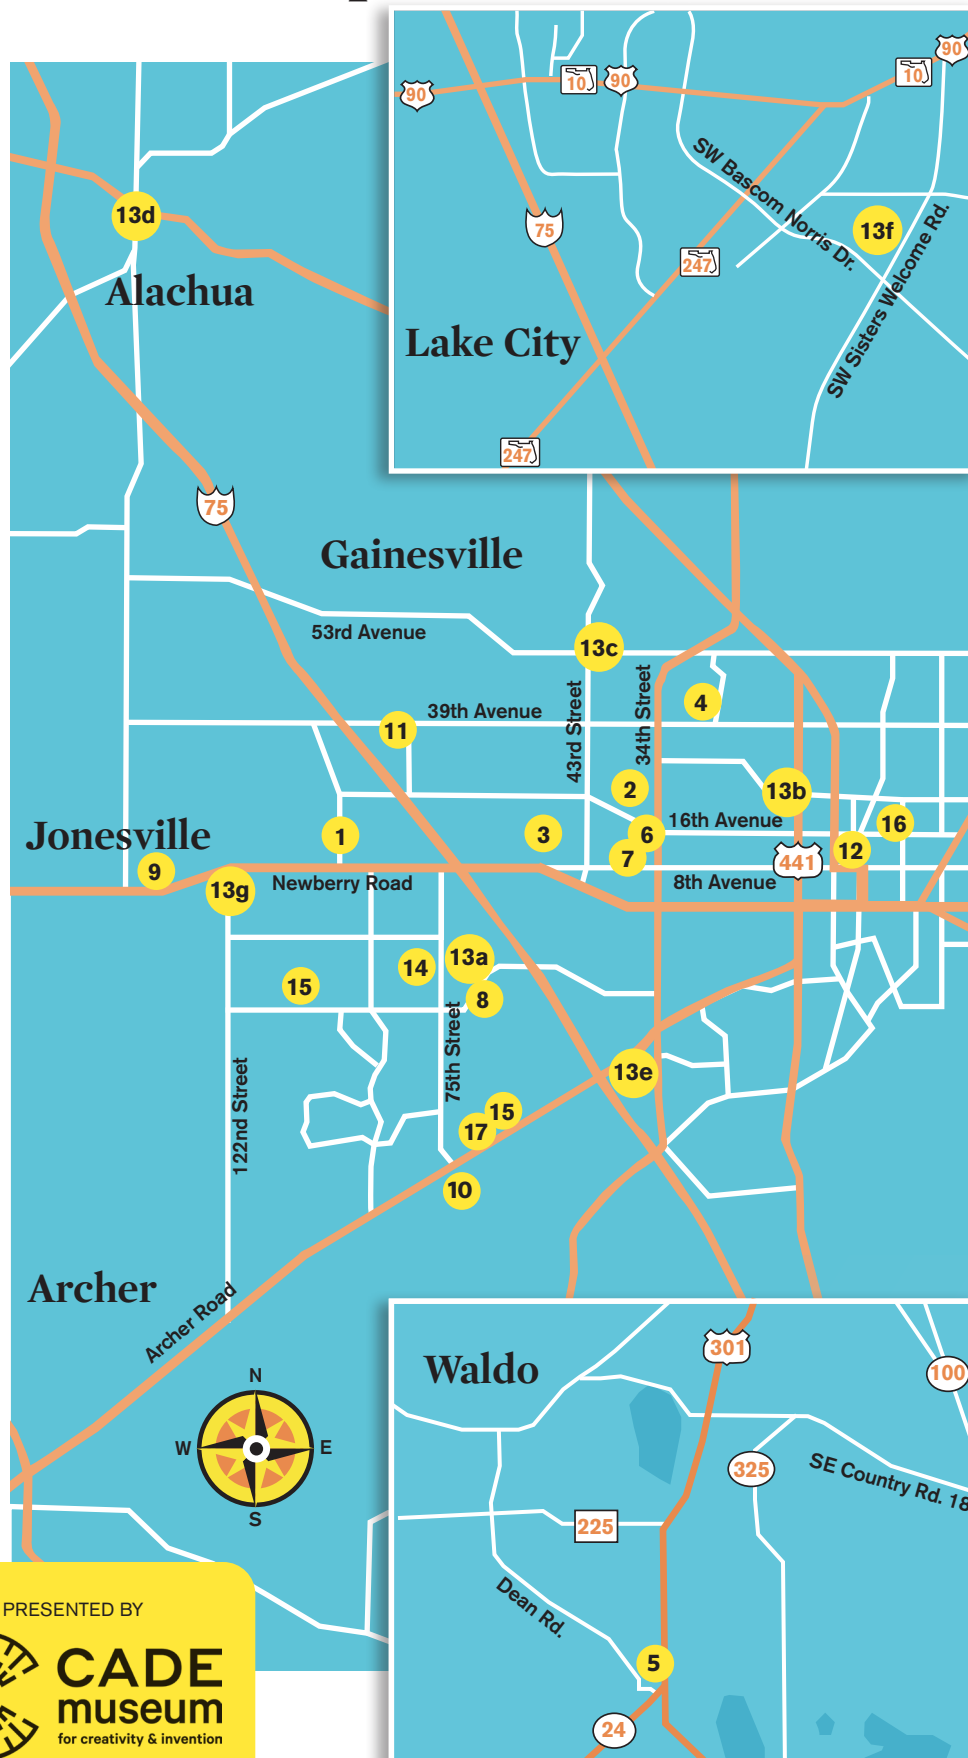 90
10
90
10
90
SW Bascom Norris Dr.
13f
75
247
SW Sisters Welcome Rd.
Lake City
247
13d
Alachua
75
Gainesville
53rd Avenue
13c
43rd Street
34th Street
4
39th Avenue
11
2
13b
16th Avenue
16
Jonesville
1
3
6
7
441
12
9
13g
Newberry Road
8th Avenue
13a
14
15
8
75th Street
122nd Street
13e
15
17
10
Archer
Archer Road
N
W
E
S
301
Waldo
100
325
SE Country Rd. 18
225
Dean Rd.
5
24
PRESENTED BY
CADE
museum
for creativity & invention